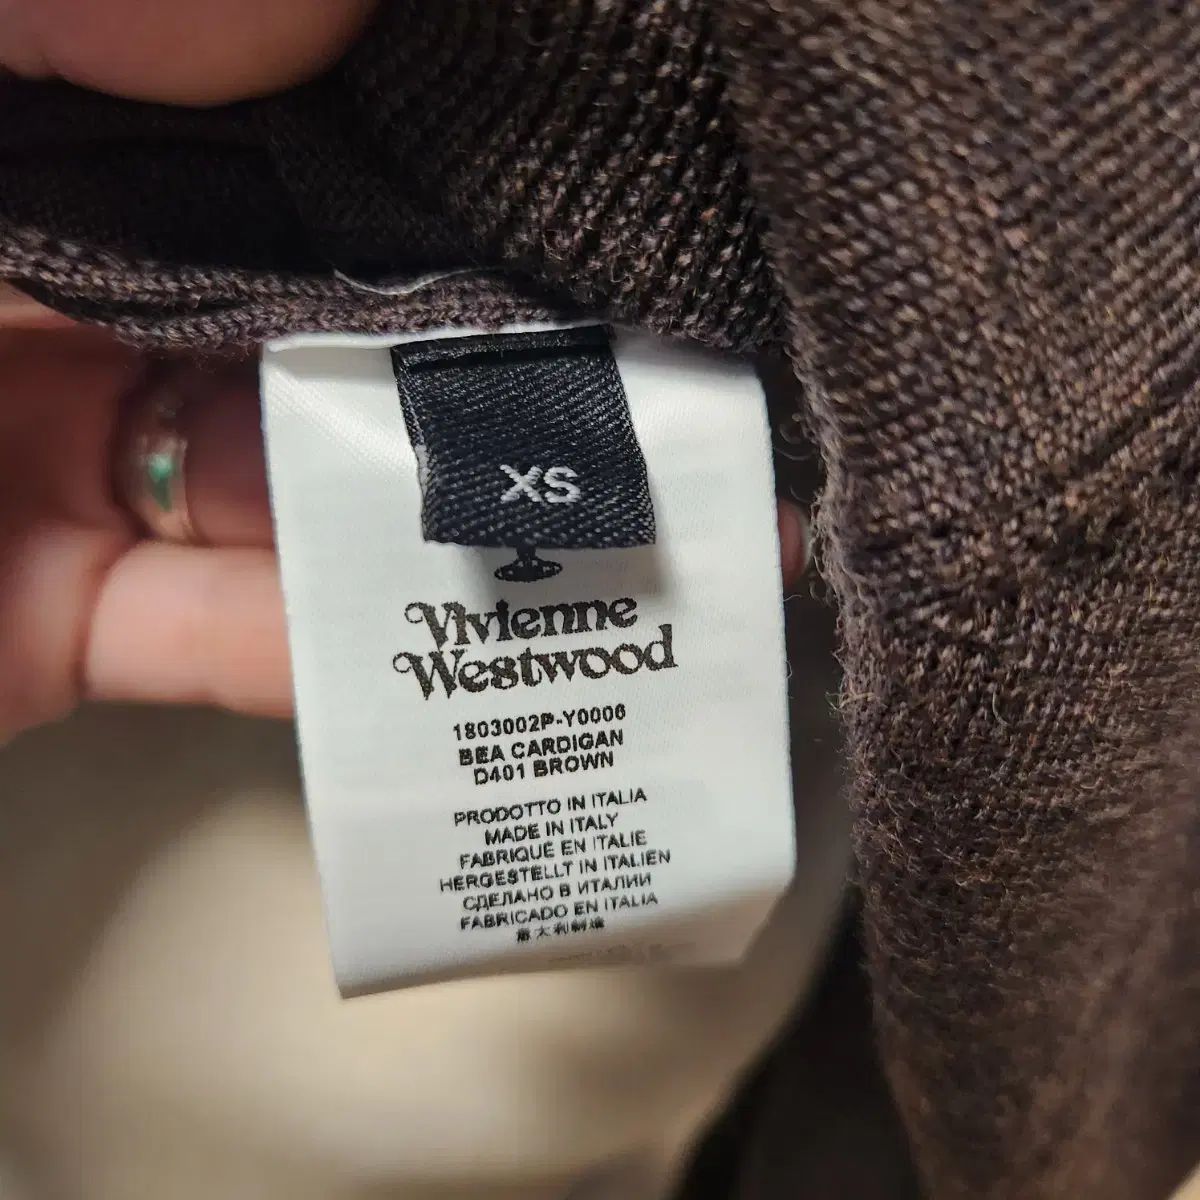 XS
Vivienne
Westwood
1803002P-Y0006
BEA CARDIGAN
D401 BROWN
PRODOTTO IN ITALIA
MADE IN ITALY
FABRIQUE EN ITALIE
HERGESTELLT IN ITALIEN
СДЕЛАНО В ИТАЛИИ
FABRICADO EN ITALIA
意大利制造